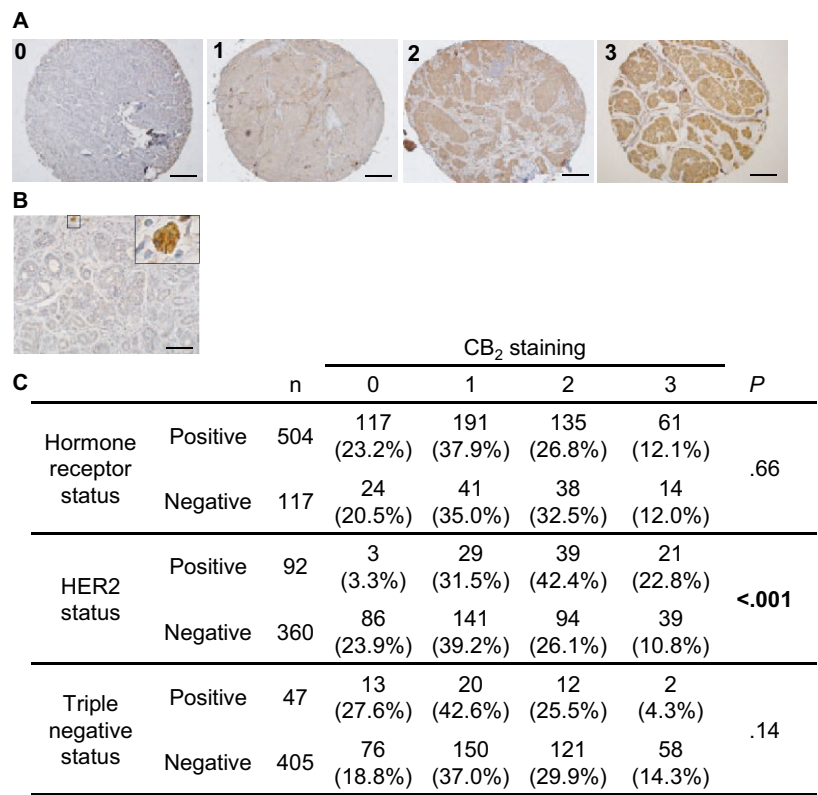 A
0 1 2 3
B
CB₂ staining
C
n 0 1 2 3 P
Hormone receptor status
Positive 504 117 191 135 61
(23.2%) (37.9%) (26.8%) (12.1%)
.66
Negative 117 24 41 38 14
(20.5%) (35.0%) (32.5%) (12.0%)
HER2 status
Positive 92 3 29 39 21
(3.3%) (31.5%) (42.4%) (22.8%)
<.001
Negative 360 86 141 94 39
(23.9%) (39.2%) (26.1%) (10.8%)
Triple negative status
Positive 47 13 20 12 2
(27.6%) (42.6%) (25.5%) (4.3%)
.14
Negative 405 76 150 121 58
(18.8%) (37.0%) (29.9%) (14.3%)